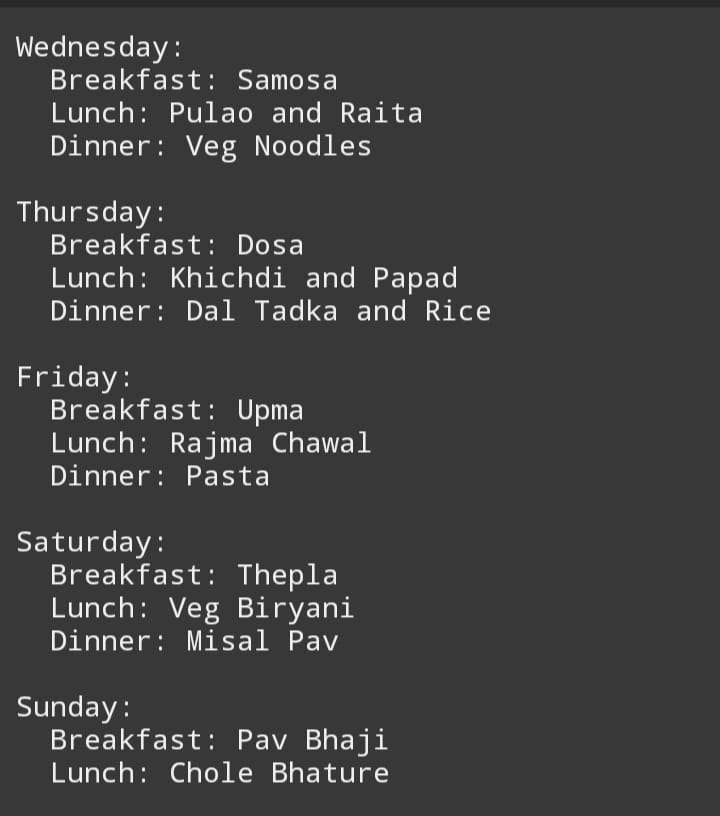 Wednesday:
  Breakfast: Samosa
  Lunch: Pulao and Raita
  Dinner: Veg Noodles

Thursday:
  Breakfast: Dosa
  Lunch: Khichdi and Papad
  Dinner: Dal Tadka and Rice

Friday:
  Breakfast: Upma
  Lunch: Rajma Chawal
  Dinner: Pasta

Saturday:
  Breakfast: Thepla
  Lunch: Veg Biryani
  Dinner: Misal Pav

Sunday:
  Breakfast: Pav Bhaji
  Lunch: Chole Bhature